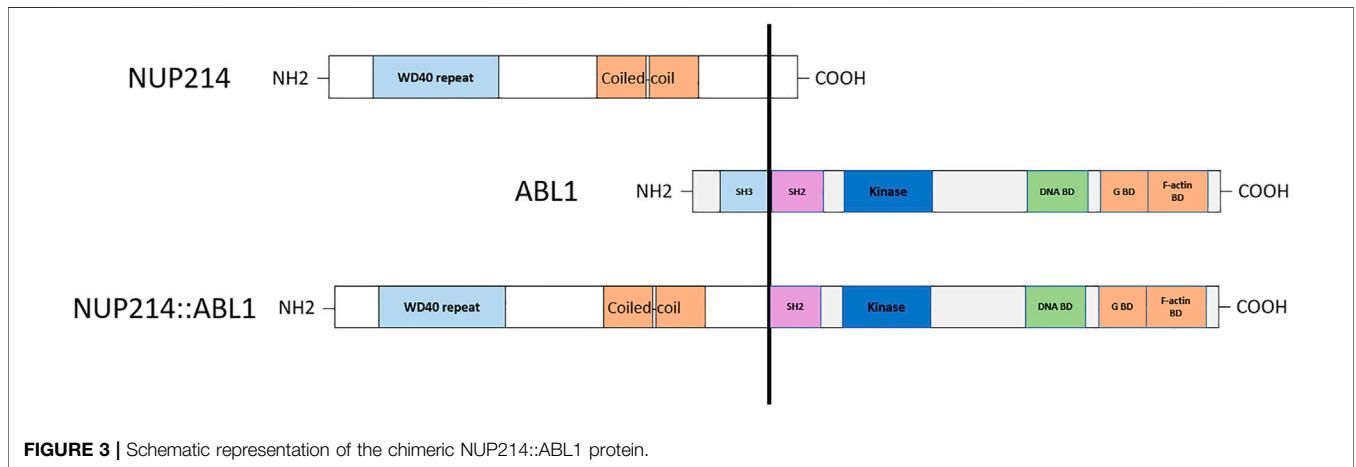 NUP214 NH2 WD40 repeat Coiled-coil COOH
ABL1 NH2 SH3 SH2 Kinase DNA BD G BD F-actin BD COOH
NUP214::ABL1 NH2 WD40 repeat Coiled-coil SH2 Kinase DNA BD G BD F-actin BD COOH
FIGURE 3 | Schematic representation of the chimeric NUP214::ABL1 protein.